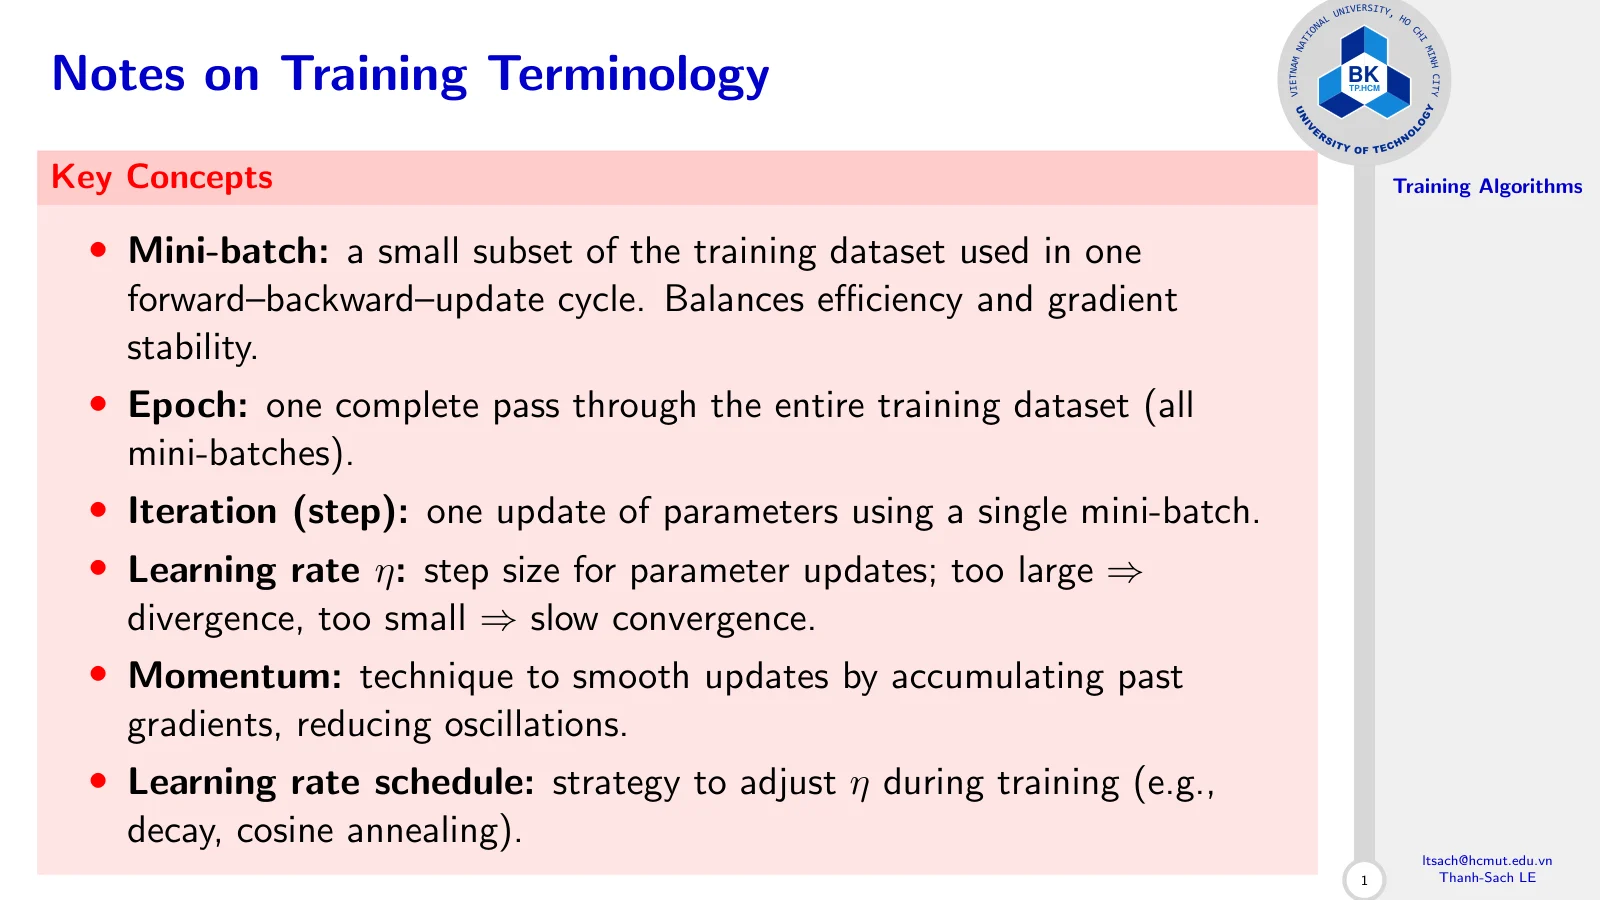 Notes on Training Terminology
VIETNAM NATIONAL UNIVERSITY, HO CHI MINH CITY
BK
TP.HCM
UNIVERSITY OF TECHNOLOGY
Training Algorithms
Key Concepts
• Mini-batch: a small subset of the training dataset used in one
forward–backward–update cycle. Balances efficiency and gradient
stability.
• Epoch: one complete pass through the entire training dataset (all
mini-batches).
• Iteration (step): one update of parameters using a single mini-batch.
• Learning rate η: step size for parameter updates; too large ⇒
divergence, too small ⇒ slow convergence.
• Momentum: technique to smooth updates by accumulating past
gradients, reducing oscillations.
• Learning rate schedule: strategy to adjust η during training (e.g.,
decay, cosine annealing).
ltsach@hcmut.edu.vn
Thanh-Sach LE
1